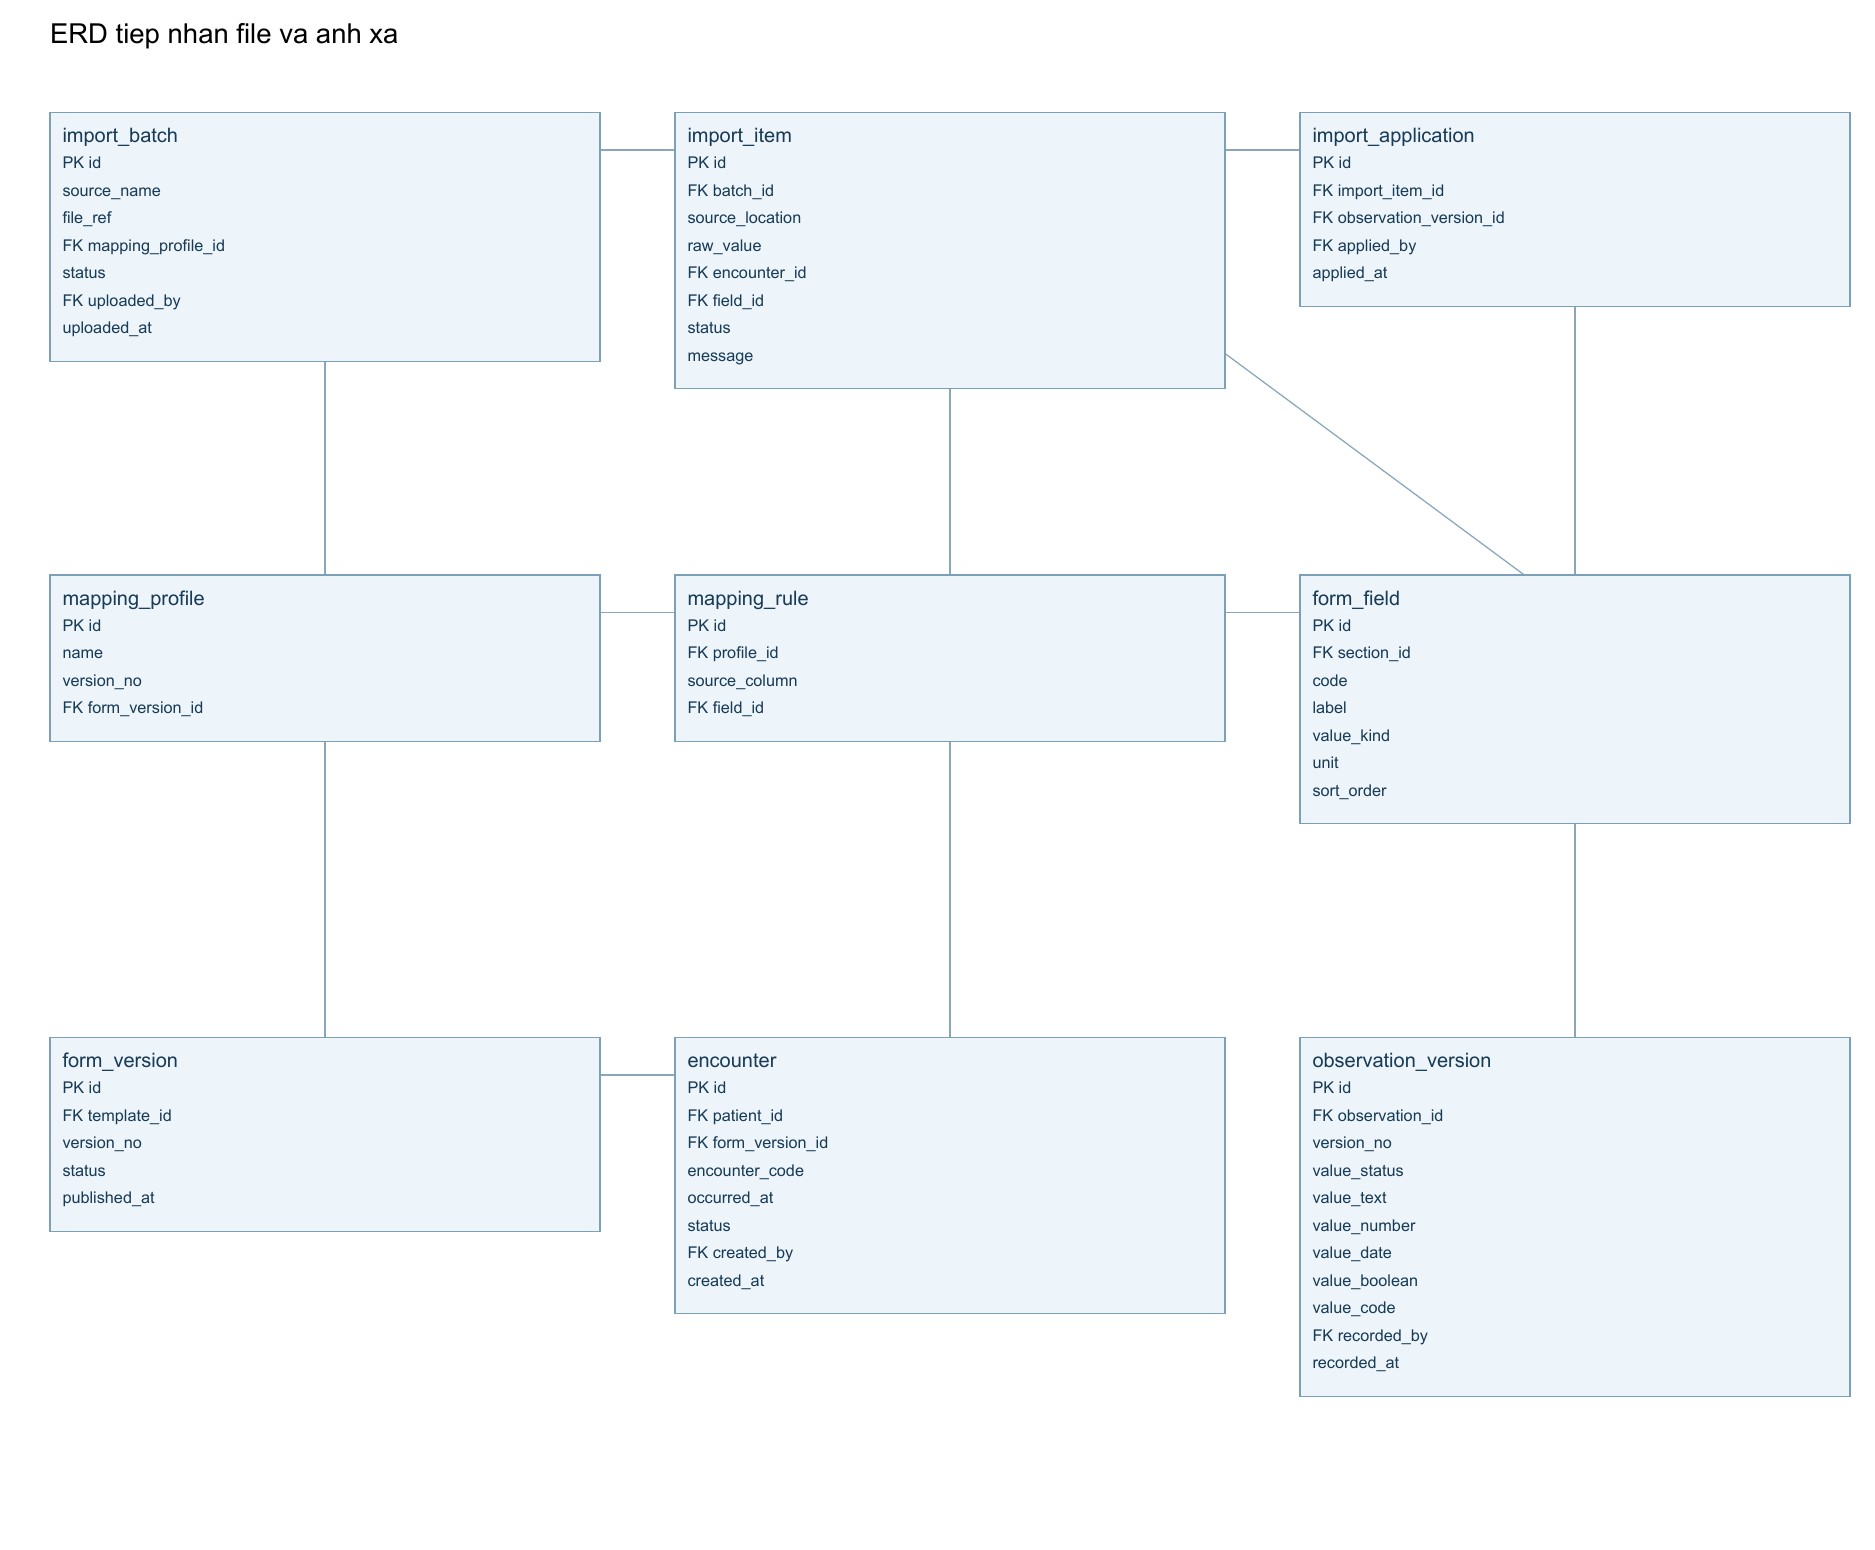 ERD tiep nhan file va anh xa
import_batch
PK id
source_name
file_ref
FK mapping_profile_id
status
FK uploaded_by
uploaded_at
import_item
PK id
FK batch_id
source_location
raw_value
FK encounter_id
FK field_id
status
message
import_application
PK id
FK import_item_id
FK observation_version_id
FK applied_by
applied_at
mapping_profile
PK id
name
version_no
FK form_version_id
mapping_rule
PK id
FK profile_id
source_column
FK field_id
form_field
PK id
FK section_id
code
label
value_kind
unit
sort_order
form_version
PK id
FK template_id
version_no
status
published_at
encounter
PK id
FK patient_id
FK form_version_id
encounter_code
occurred_at
status
FK created_by
created_at
observation_version
PK id
FK observation_id
version_no
value_status
value_text
value_number
value_date
value_boolean
value_code
FK recorded_by
recorded_at